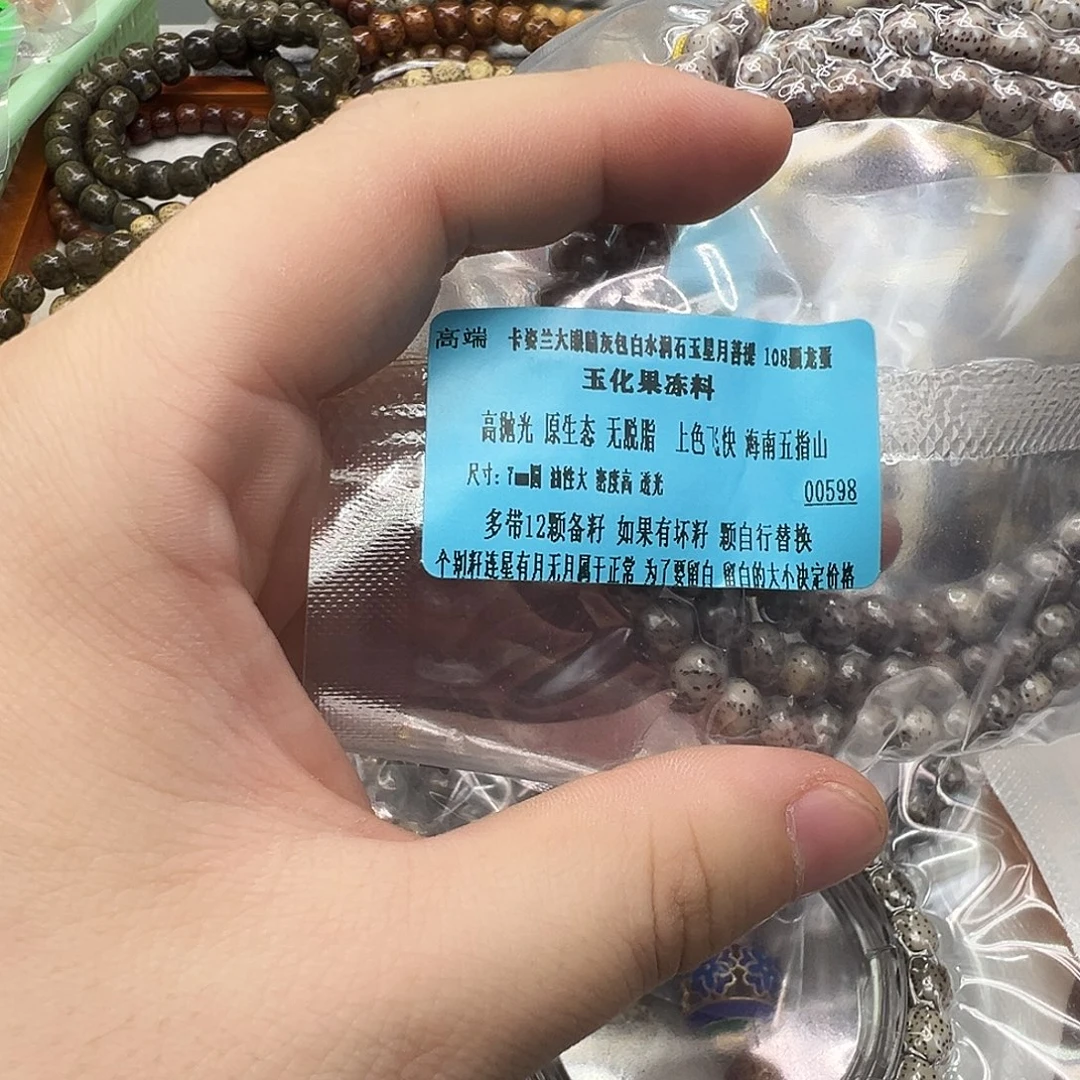 高端 卡姿兰大眼睛灰包白水润石玉星月菩提 108颗龙蛋
玉化果冻料
高抛光 原生态 无脱脂 上色飞快 海南五指山
尺寸：7mm圆 油性大 密度高 透光
00598
多带12颗备籽 如果有坏籽 颗自行替换
个别籽连星有月无月属于正常 为了要留白 留白的大小决定价格